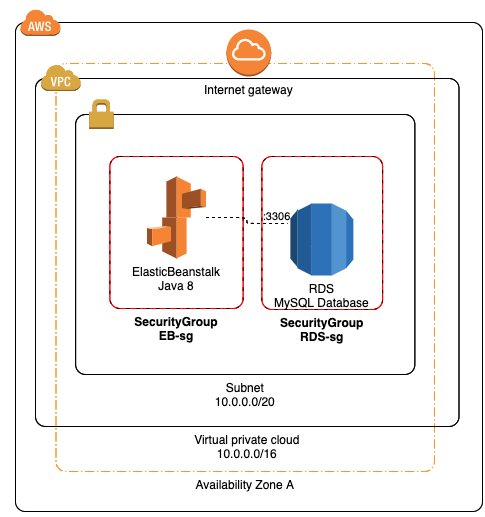 AWS
VPC
Internet gateway
:3306
ElasticBeanstalk
Java 8
RDS
MySQL Database
SecurityGroup
EB-sg
SecurityGroup
RDS-sg
Subnet
10.0.0.0/20
Virtual private cloud
10.0.0.0/16
Availability Zone A